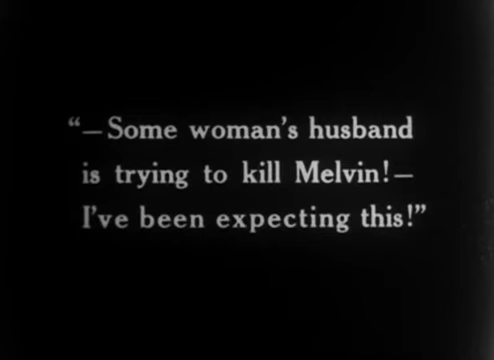 “—Some woman’s husband
is trying to kill Melvin!—
I’ve been expecting this!”